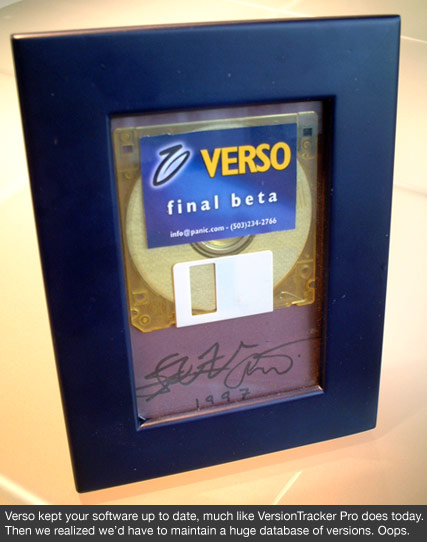 VERSO
final beta
info@panic.com - (503)234-2766
1997
Verso kept your software up to date, much like VersionTracker Pro does today.
Then we realized we’d have to maintain a huge database of versions. Oops.